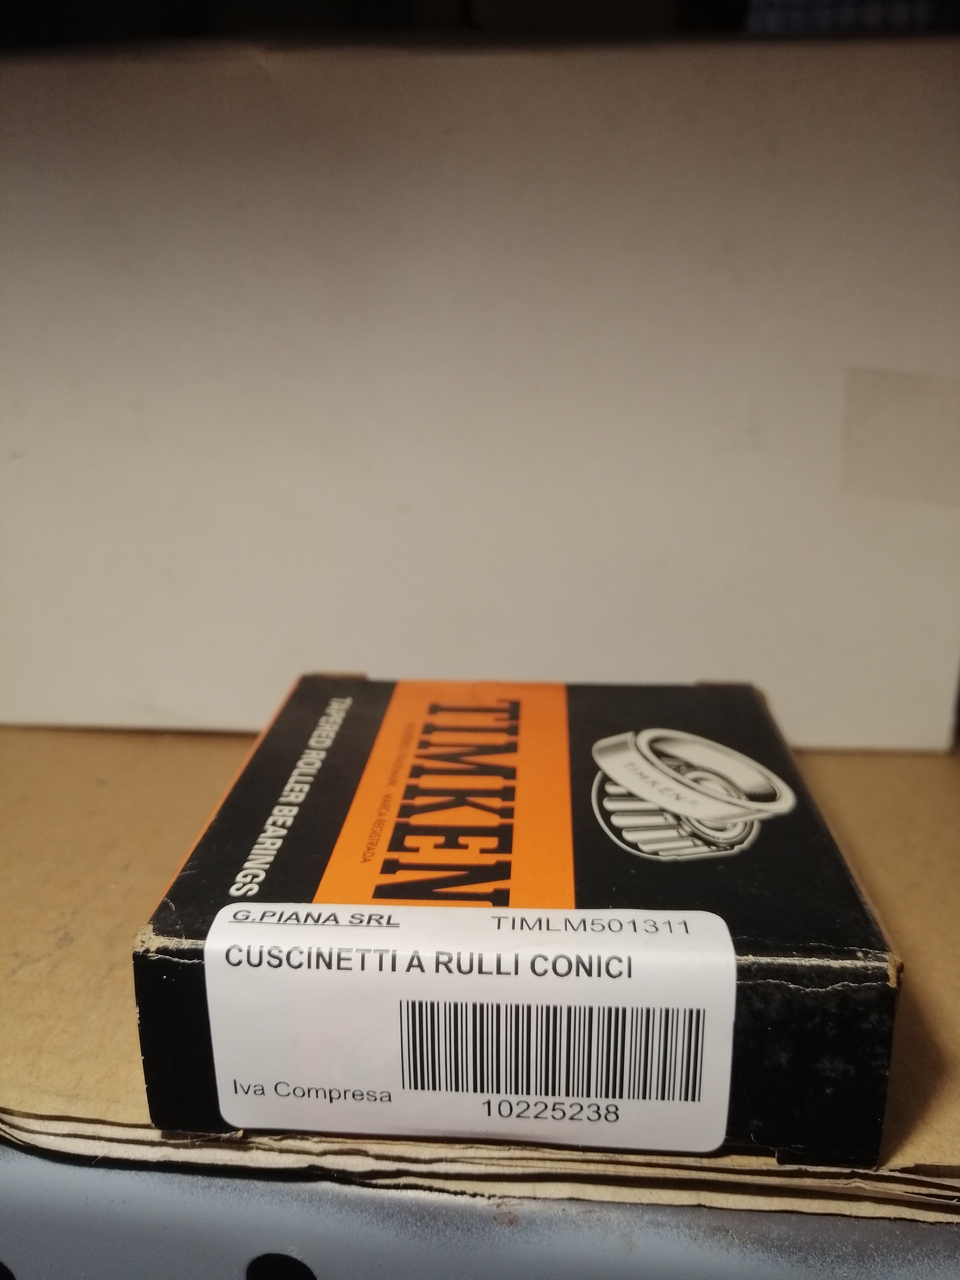 TAPERED ROLLER BEARINGS
TIMKEN
MARCA REGISTRADA
TIMKEN®
G.PIANA SRL TIMLM501311
CUSCINETTI A RULLI CONICI
Iva Compresa
10225238